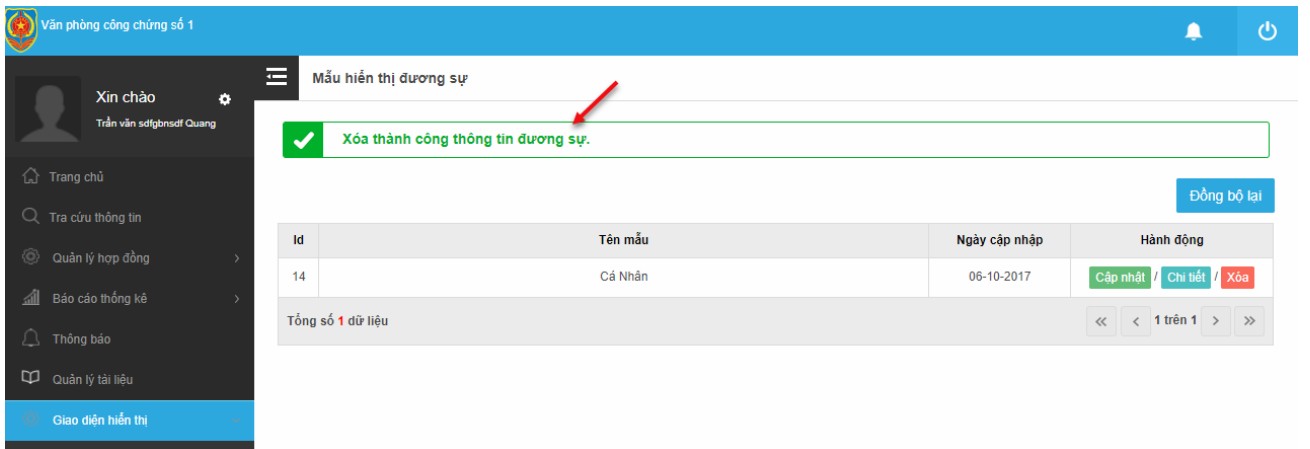 Văn phòng công chứng số 1
Xin chào
Trần văn sdfgbnsdf Quang
Trang chủ
Tra cứu thông tin
Quản lý hợp đồng
Báo cáo thống kê
Thông báo
Quản lý tài liệu
Giao diện hiển thị
Mẫu hiển thị đương sự
Xóa thành công thông tin đương sự.
Đồng bộ lại
Id Tên mẫu Ngày cập nhập Hành động
14 Cá Nhân 06-10-2017 Cập nhật / Chi tiết / Xóa
Tổng số 1 dữ liệu « < 1 trên 1 > »